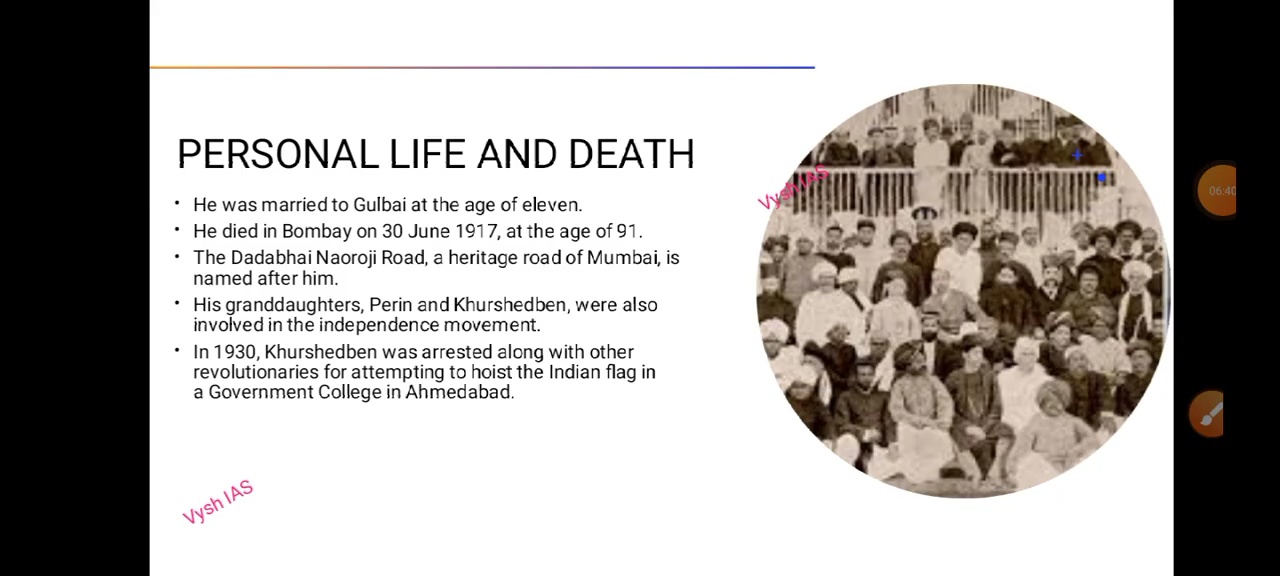 PERSONAL LIFE AND DEATH
• He was married to Gulbai at the age of eleven.
• He died in Bombay on 30 June 1917, at the age of 91.
• The Dadabhai Naoroji Road, a heritage road of Mumbai, is
named after him.
• His granddaughters, Perin and Khurshedben, were also
involved in the independence movement.
• In 1930, Khurshedben was arrested along with other
revolutionaries for attempting to hoist the Indian flag in
a Government College in Ahmedabad.
Vysh IAS
Vysh IAS
06:40